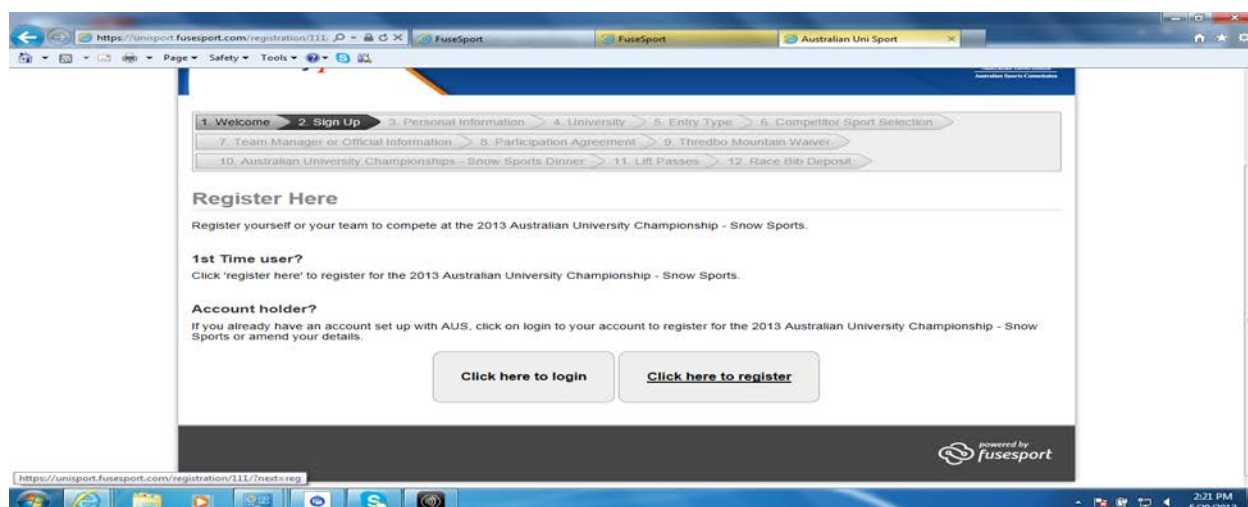 https://unisport.fusesport.com/registration/111/
FuseSport
FuseSport
Australian Uni Sport
Page Safety Tools
Australian Sports Commission
1. Welcome 2. Sign Up 3. Personal Information 4. University 5. Entry Type 6. Competitor Sport Selection
7. Team Manager or Official Information 8. Participation Agreement 9. Thredbo Mountain Waiver
10. Australian University Championships - Snow Sports Dinner 11. Lift Passes 12. Race Bib Deposit
Register Here
Register yourself or your team to compete at the 2013 Australian University Championship - Snow Sports.
1st Time user?
Click 'register here' to register for the 2013 Australian University Championship - Snow Sports.
Account holder?
If you already have an account set up with AUS, click on login to your account to register for the 2013 Australian University Championship - Snow
Sports or amend your details.
Click here to login
Click here to register
powered by
fusesport
https://unisport.fusesport.com/registration/111/?next=reg
2:21 PM